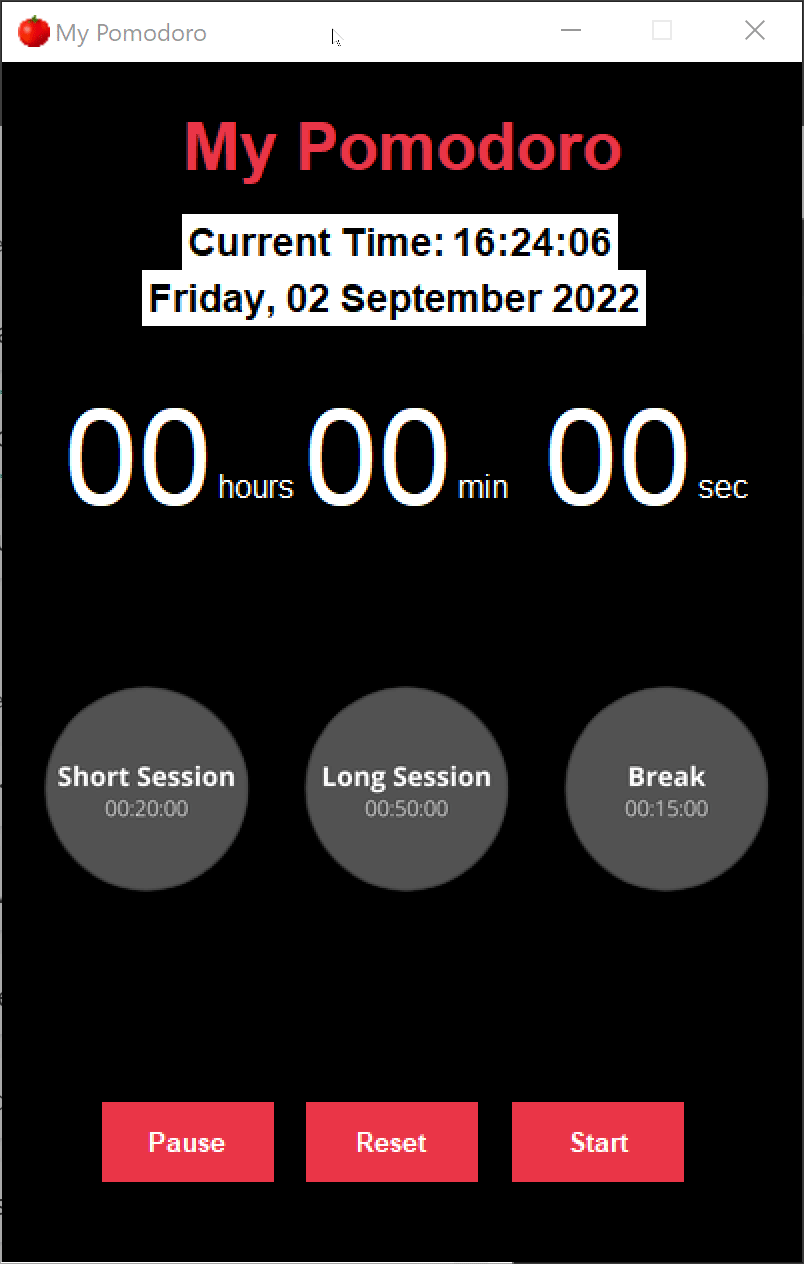 My Pomodoro
My Pomodoro
Current Time: 16:24:06
Friday, 02 September 2022
00 hours 00 min 00 sec
Short Session Long Session Break
00:20:00 00:50:00 00:15:00
Pause Reset Start